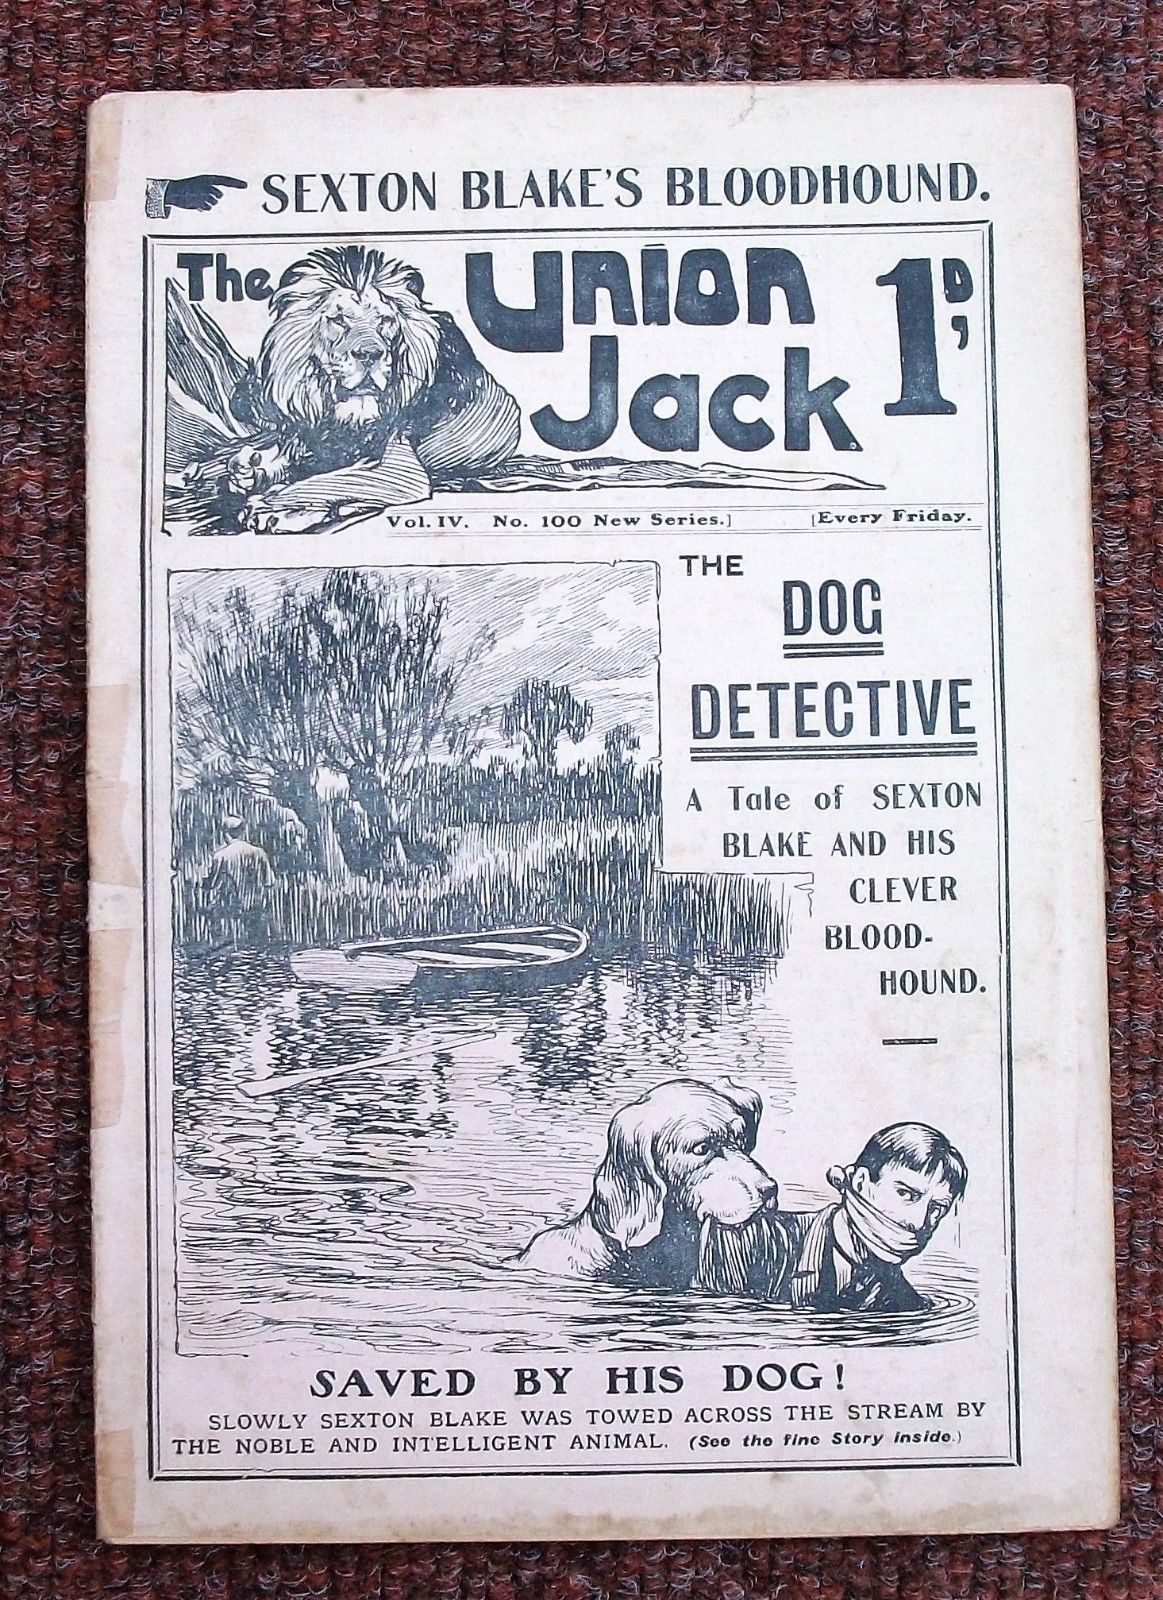 SEXTON BLAKE'S BLOODHOUND.
The Union Jack 1D,
Vol. IV. No. 100 New Series.] [Every Friday.
THE
DOG
DETECTIVE
A Tale of SEXTON
BLAKE AND HIS
CLEVER
BLOOD-
HOUND.
SAVED BY HIS DOG!
SLOWLY SEXTON BLAKE WAS TOWED ACROSS THE STREAM BY
THE NOBLE AND INTELLIGENT ANIMAL. (See the fine Story inside.)